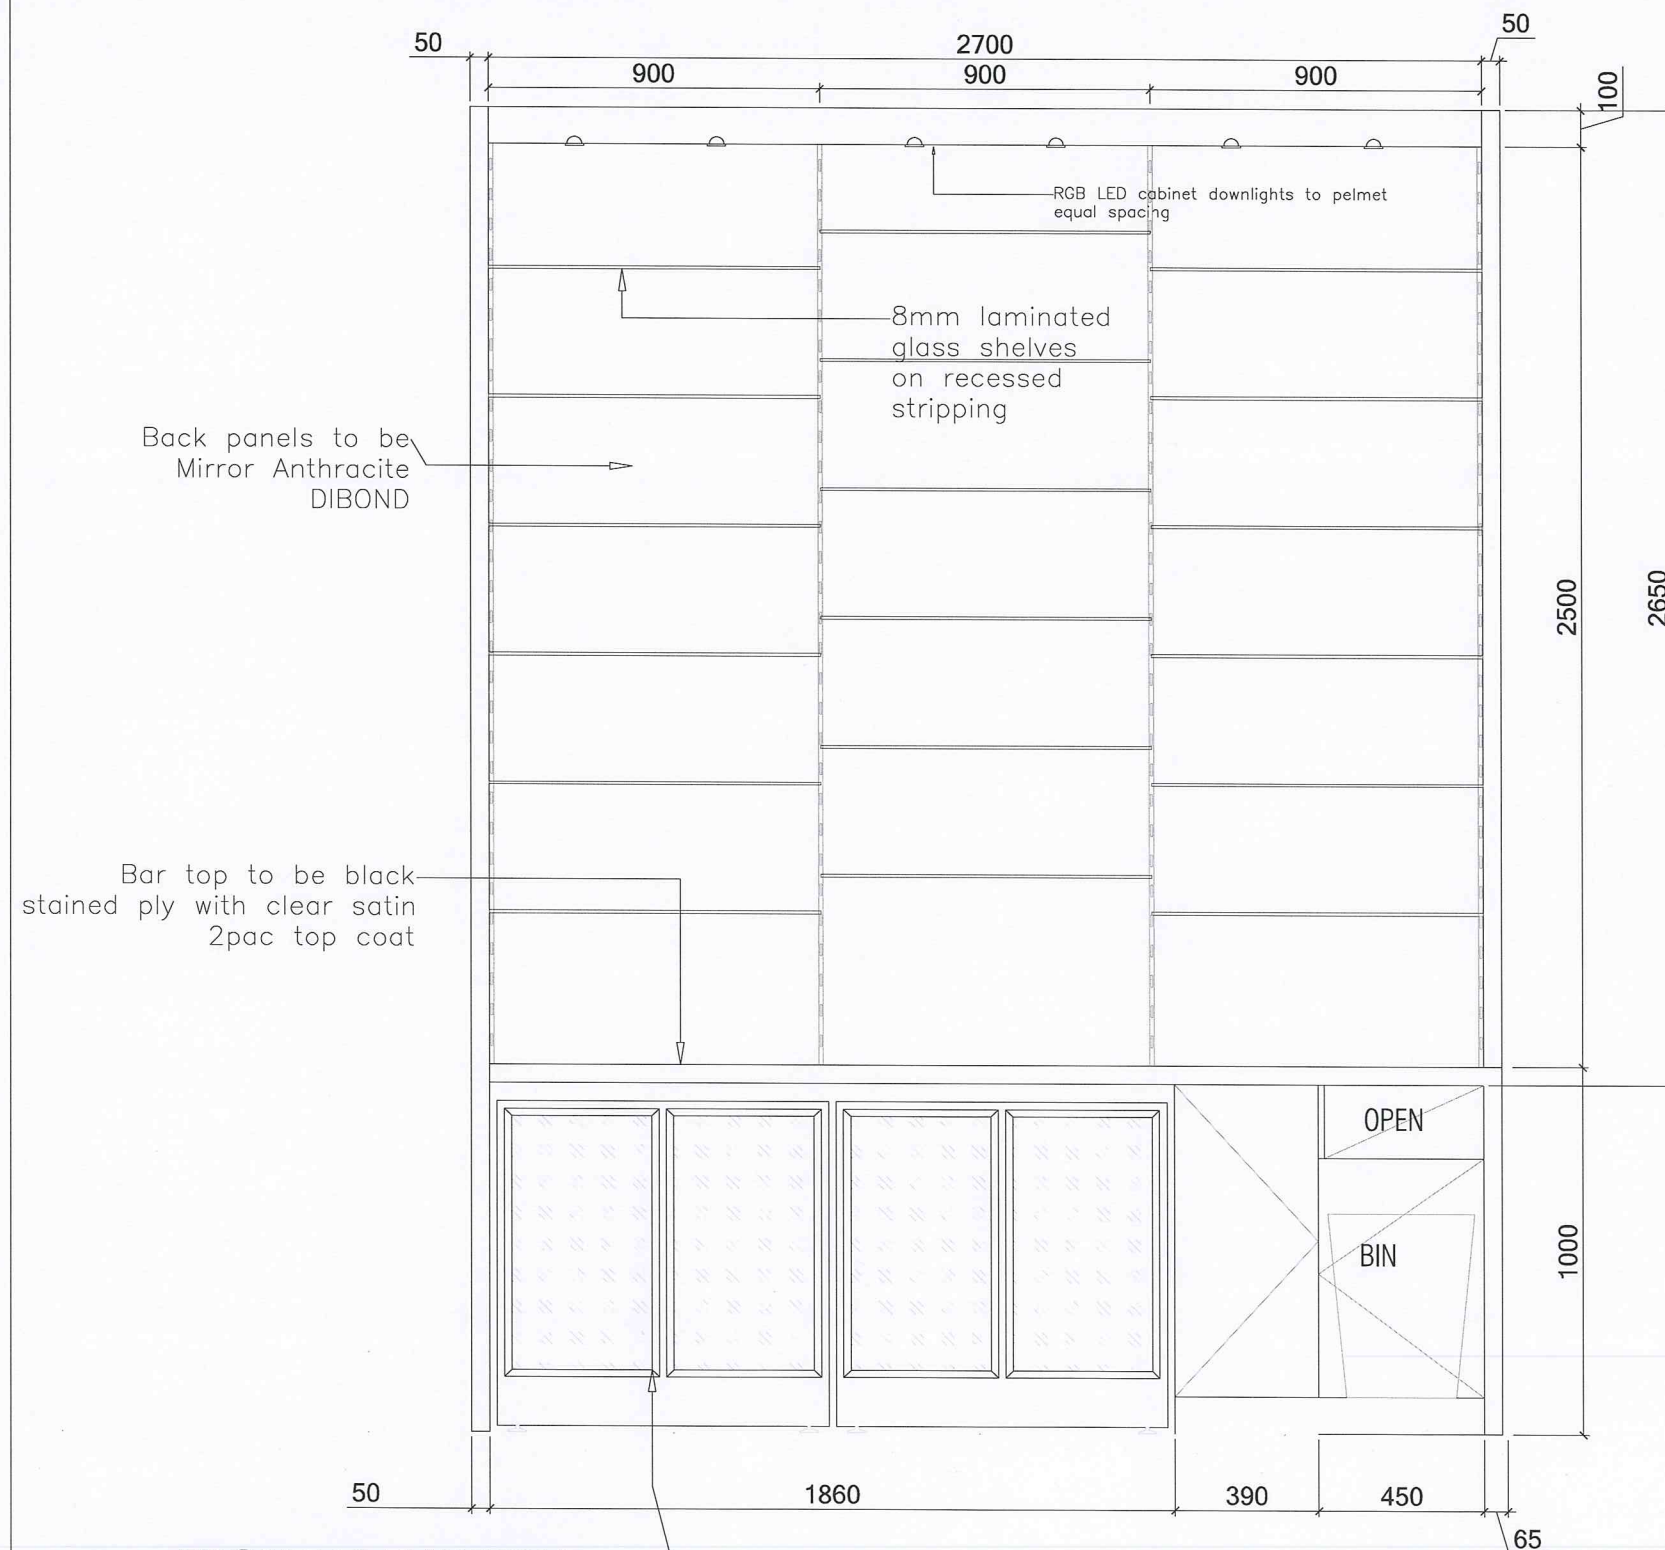 50
2700
50
900
900
900
100
RGB LED cabinet downlights to pelmet
equal spacing
8mm laminated
glass shelves
on recessed
stripping
Back panels to be
Mirror Anthracite
DIBOND
2500
2650
Bar top to be black
stained ply with clear satin
2pac top coat
OPEN
BIN
1000
50
1860
390
450
65